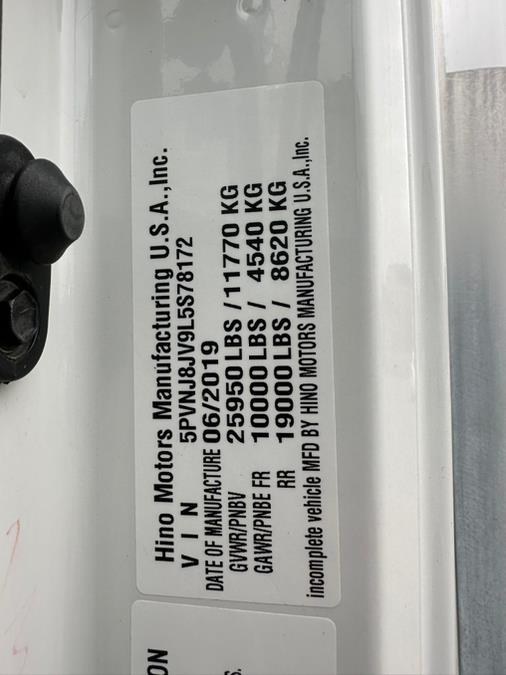 Hino Motors Manufacturing U.S.A.,Inc.
V I N 5PVNJ8JV9L5S78172
DATE OF MANUFACTURE 06/2019
GVWR/PNBV 25950 LBS / 11770 KG
GAWR/PNBE FR 10000 LBS / 4540 KG
RR 19000 LBS / 8620 KG
incomplete vehicle MFD BY HINO MOTORS MANUFACTURING U.S.A.,Inc.